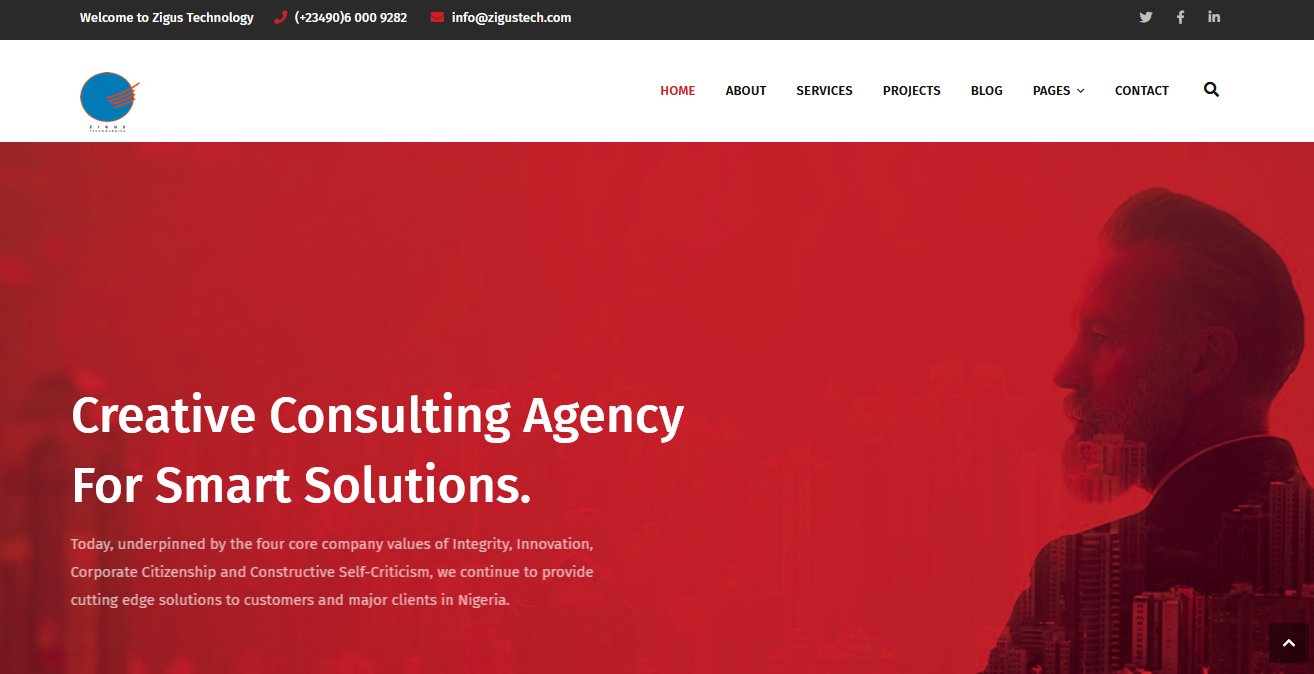 Welcome to Zigus Technology
(+23490)6 000 9282
info@zigustech.com
ZIGUS
TECHNOLOGIES
HOME
ABOUT
SERVICES
PROJECTS
BLOG
PAGES
CONTACT
Creative Consulting Agency
For Smart Solutions.
Today, underpinned by the four core company values of Integrity, Innovation,
Corporate Citizenship and Constructive Self-Criticism, we continue to provide
cutting edge solutions to customers and major clients in Nigeria.